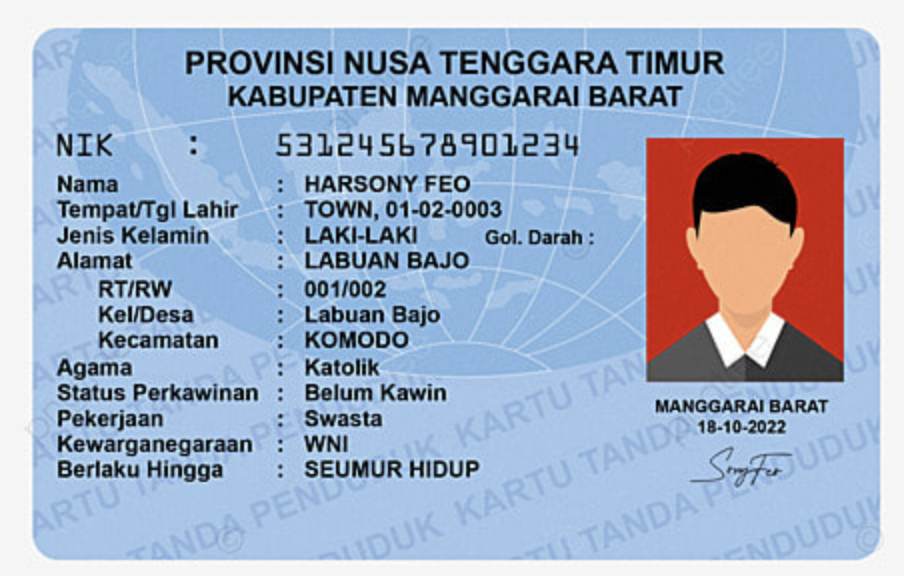 PROVINSI NUSA TENGGARA TIMUR
KABUPATEN MANGGARAI BARAT
NIK : 531245678901234
Nama : HARSONY FEO
Tempat/Tgl Lahir : TOWN, 01-02-0003
Jenis Kelamin : LAKI-LAKI Gol. Darah :
Alamat : LABUAN BAJO
RT/RW : 001/002
Kel/Desa : Labuan Bajo
Kecamatan : KOMODO
Agama : Katolik
Status Perkawinan : Belum Kawin
Pekerjaan : Swasta
Kewarganegaraan : WNI
Berlaku Hingga : SEUMUR HIDUP
MANGGARAI BARAT
18-10-2022
KARTU TANDA PENDUDUK KARTU TANDA PENDUDUK